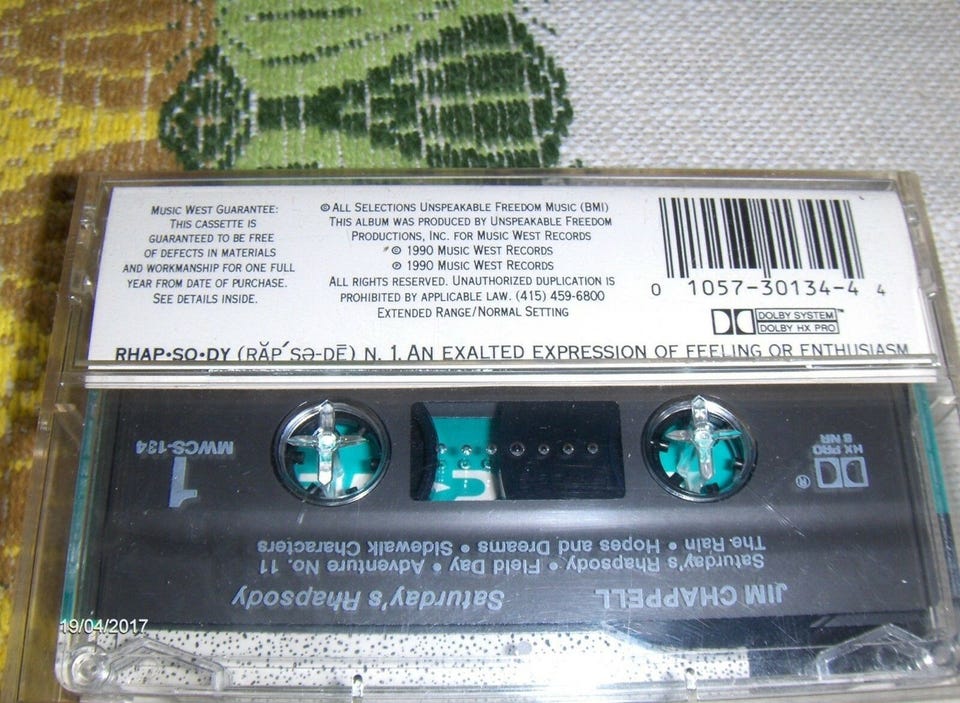 MUSIC WEST GUARANTEE:
THIS CASSETTE IS
GUARANTEED TO BE FREE
OF DEFECTS IN MATERIALS
AND WORKMANSHIP FOR ONE FULL
YEAR FROM DATE OF PURCHASE.
SEE DETAILS INSIDE.
© ALL SELECTIONS UNSPEAKABLE FREEDOM MUSIC (BMI)
THIS ALBUM WAS PRODUCED BY UNSPEAKABLE FREEDOM
PRODUCTIONS, INC. FOR MUSIC WEST RECORDS
© 1990 MUSIC WEST RECORDS
℗ 1990 MUSIC WEST RECORDS
ALL RIGHTS RESERVED. UNAUTHORIZED DUPLICATION IS
PROHIBITED BY APPLICABLE LAW. (415) 459-6800
EXTENDED RANGE/NORMAL SETTING
0 1057-30134-4 4
DOLBY SYSTEM™
DOLBY HX PRO
RHAP•SO•DY (RĂP′SƏ-DĒ) N. 1. AN EXALTED EXPRESSION OF FEELING OR ENTHUSIASM
JIM CHAPPELL Saturday's Rhapsody
Saturday's Rhapsody • Field Day • Adventure No. 11
The Rain • Hopes and Dreams • Sidewalk Characters
®
HX PRO
B NR
1
MWCS-134
19/04/2017